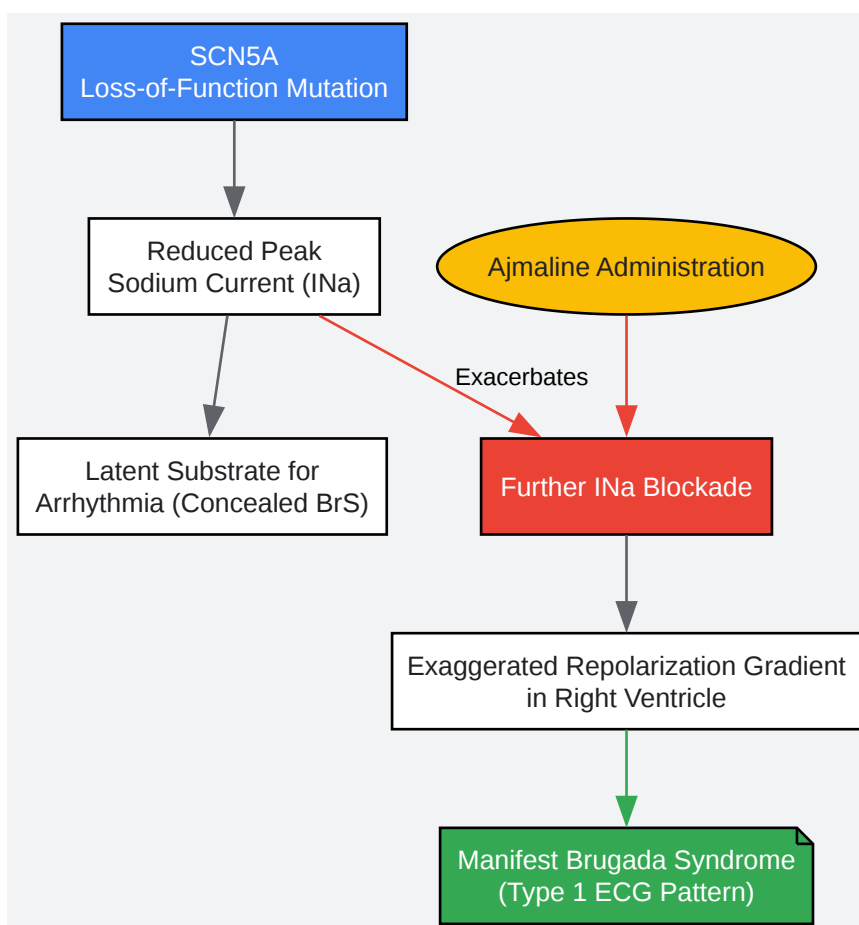 SCN5A
Loss-of-Function Mutation
Reduced Peak
Sodium Current (INa)
Ajmaline Administration
Exacerbates
Latent Substrate for
Arrhythmia (Concealed BrS)
Further INa Blockade
Exaggerated Repolarization Gradient
in Right Ventricle
Manifest Brugada Syndrome
(Type 1 ECG Pattern)